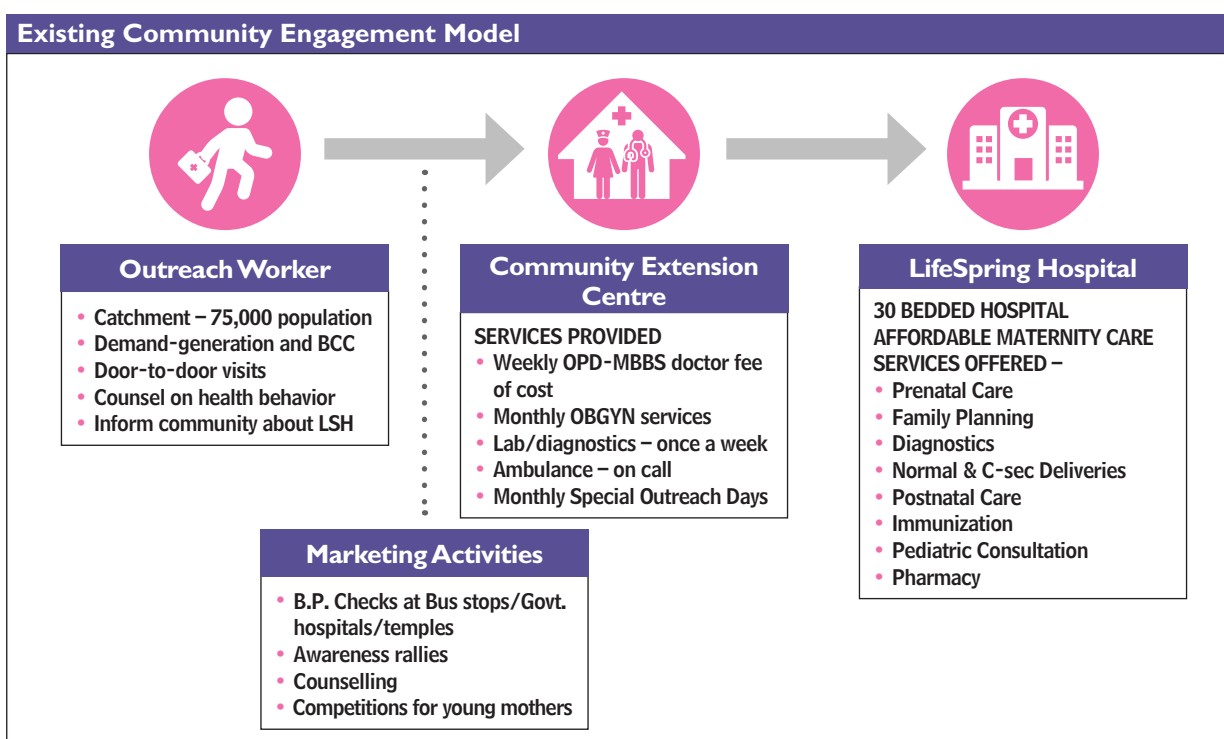 Existing Community Engagement Model
Outreach Worker
• Catchment – 75,000 population
• Demand-generation and BCC
• Door-to-door visits
• Counsel on health behavior
• Inform community about LSH
Marketing Activities
• B.P. Checks at Bus stops/Govt.
hospitals/temples
• Awareness rallies
• Counselling
• Competitions for young mothers
Community Extension
Centre
SERVICES PROVIDED
• Weekly OPD-MBBS doctor fee
of cost
• Monthly OBGYN services
• Lab/diagnostics – once a week
• Ambulance – on call
• Monthly Special Outreach Days
LifeSpring Hospital
30 BEDDED HOSPITAL
AFFORDABLE MATERNITY CARE
SERVICES OFFERED –
• Prenatal Care
• Family Planning
• Diagnostics
• Normal & C-sec Deliveries
• Postnatal Care
• Immunization
• Pediatric Consultation
• Pharmacy